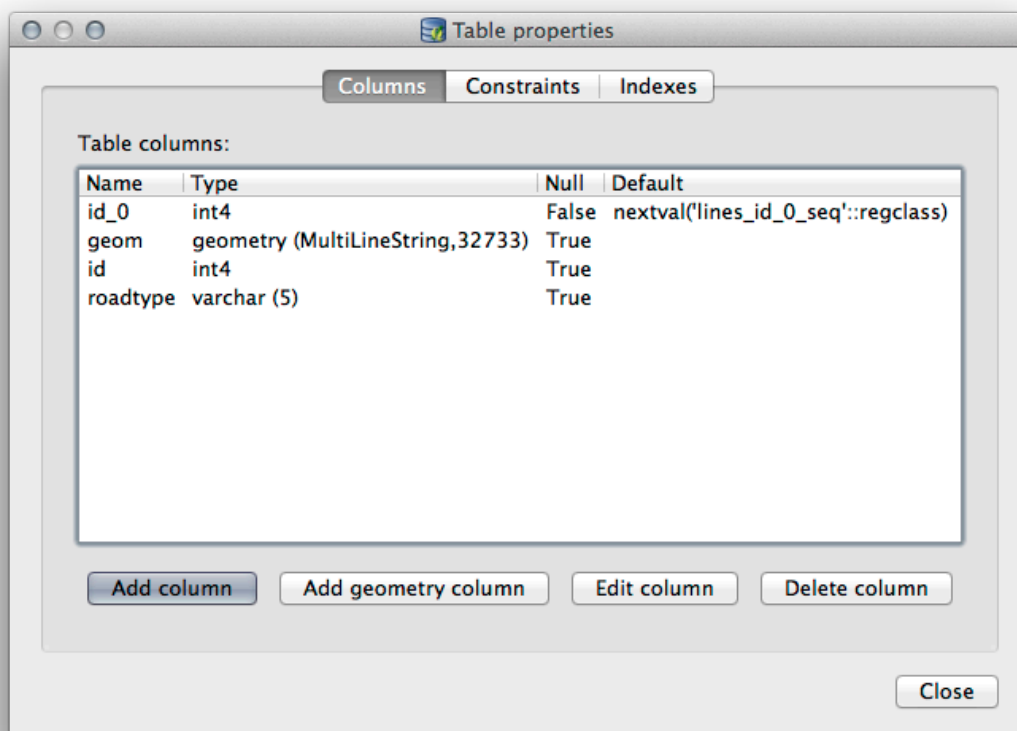 Table properties
Columns Constraints Indexes
Table columns:
Name Type Null Default
id_0 int4 False nextval('lines_id_0_seq'::regclass)
geom geometry (MultiLineString,32733) True
id int4 True
roadtype varchar (5) True
Add column Add geometry column Edit column Delete column
Close